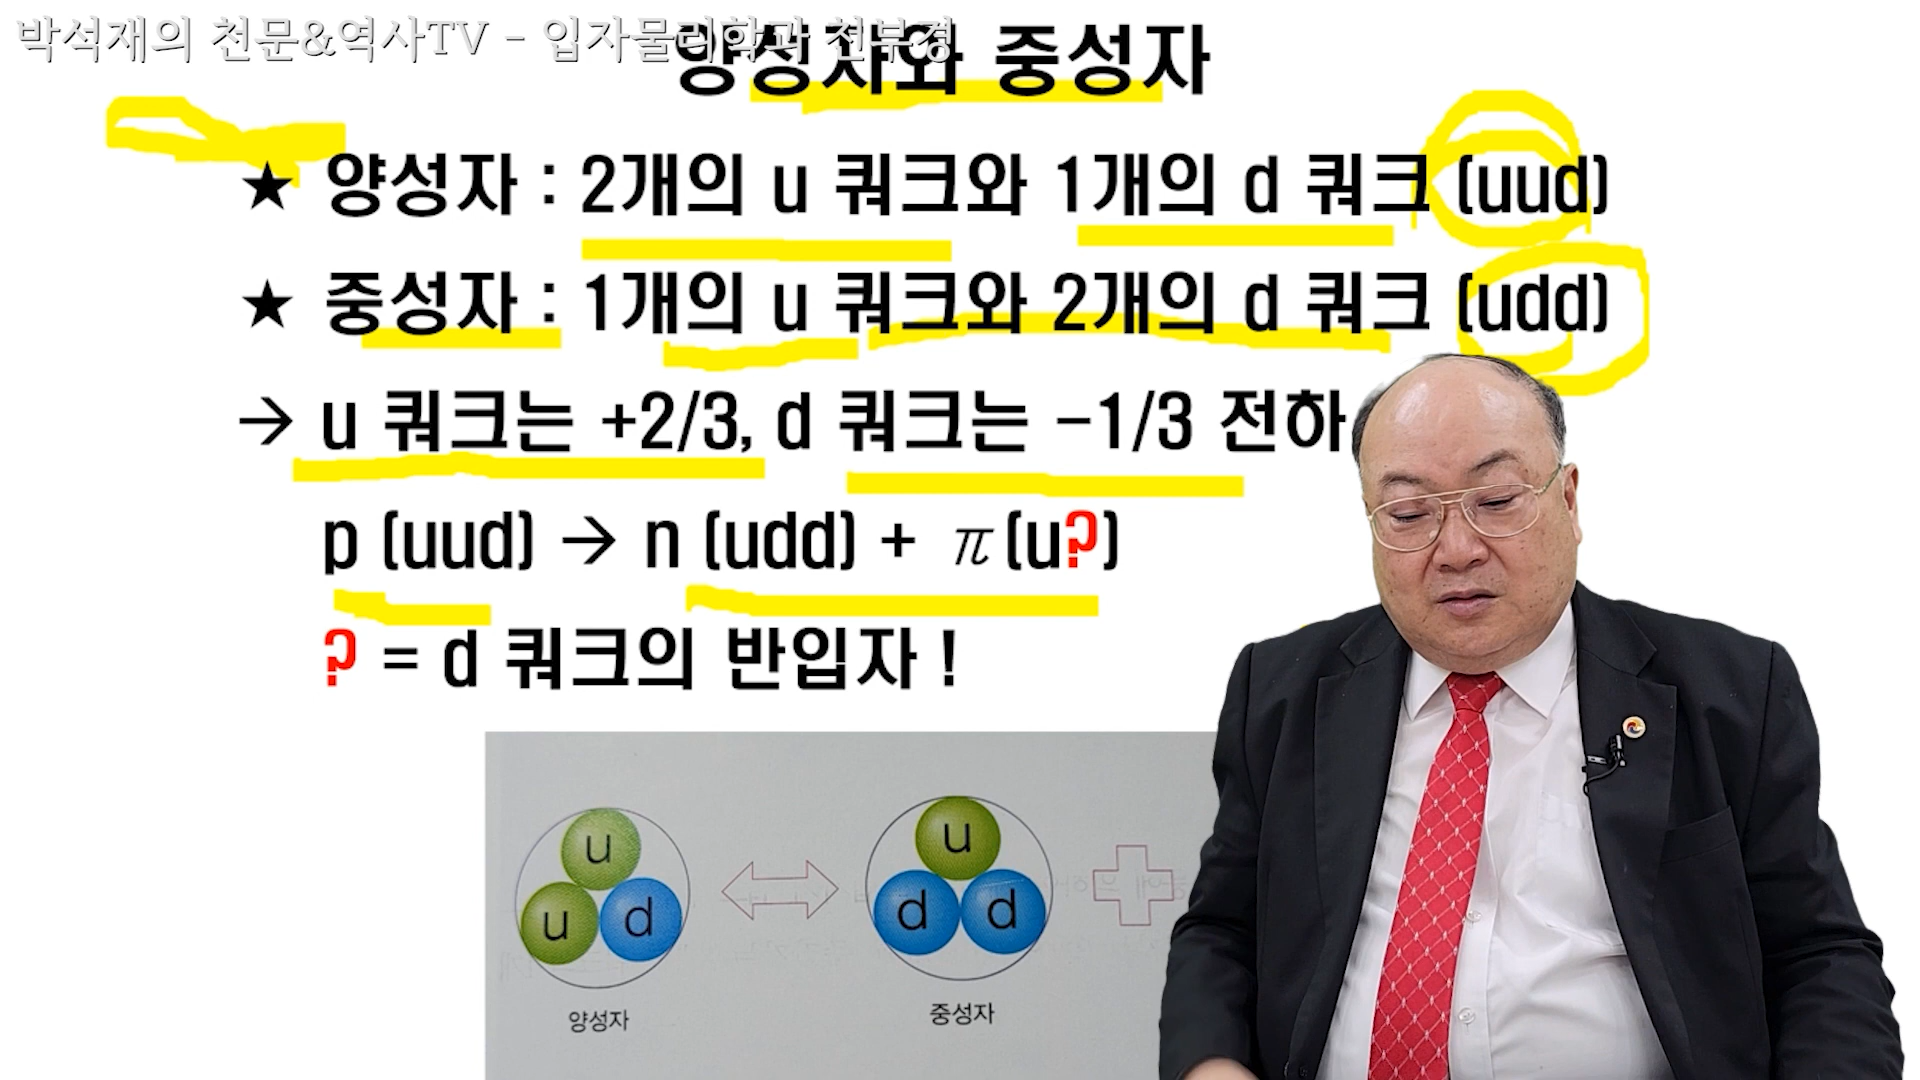 박석재의 천문&역사TV - 입자물리학과 천부경
양성자와 중성자
★ 양성자 : 2개의 u 쿼크와 1개의 d 쿼크 (uud)
★ 중성자 : 1개의 u 쿼크와 2개의 d 쿼크 (udd)
→ u 쿼크는 +2/3, d 쿼크는 -1/3 전하
p (uud) → n (udd) + π(u?)
? = d 쿼크의 반입자 !
u
u d
양성자
u
d d
중성자